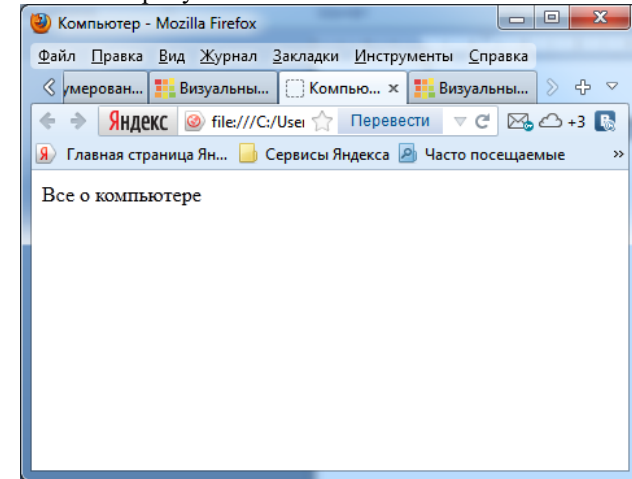 Компьютер - Mozilla Firefox
Файл Правка Вид Журнал Закладки Инструменты Справка
умерован... Визуальны... Компью... × Визуальны...
Яндекс file:///C:/User Перевести +3
Я Главная страница Ян... Сервисы Яндекса Часто посещаемые »
Все о компьютере